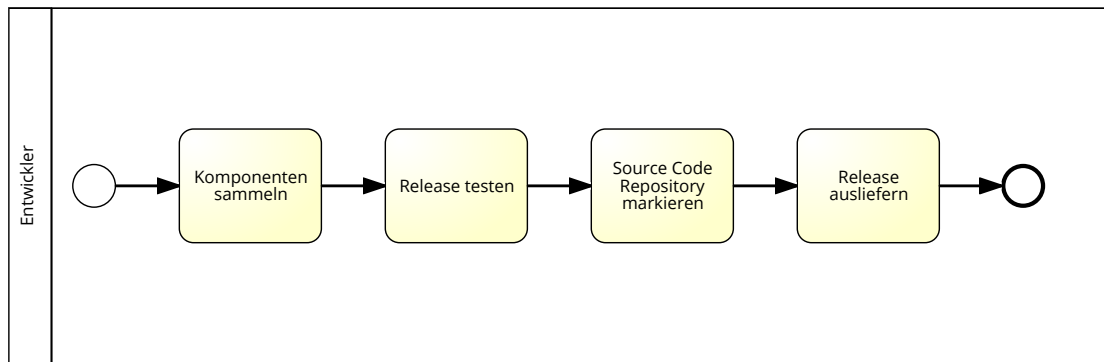 Entwickler
Komponenten
sammeln
Release testen
Source Code
Repository
markieren
Release
ausliefern